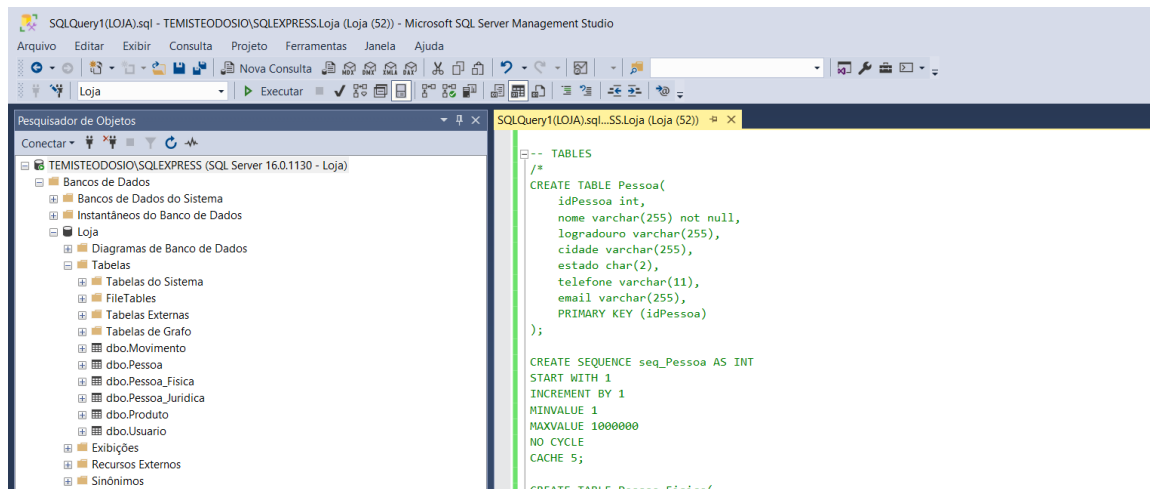 SQLQuery1(LOJA).sql - TEMISTEODOSIO\SQLEXPRESS.Loja (Loja (52)) - Microsoft SQL Server Management Studio
Arquivo Editar Exibir Consulta Projeto Ferramentas Janela Ajuda
Nova Consulta MDX DMX XMLA DAX
Loja Executar
Pesquisador de Objetos
Conectar
TEMISTEODOSIO\SQLEXPRESS (SQL Server 16.0.1130 - Loja)
Bancos de Dados
Bancos de Dados do Sistema
Instantâneos do Banco de Dados
Loja
Diagramas de Banco de Dados
Tabelas
Tabelas do Sistema
FileTables
Tabelas Externas
Tabelas de Grafo
dbo.Movimento
dbo.Pessoa
dbo.Pessoa_Fisica
dbo.Pessoa_Juridica
dbo.Produto
dbo.Usuario
Exibições
Recursos Externos
Sinônimos
SQLQuery1(LOJA).sql...SS.Loja (Loja (52))
-- TABLES
/*
CREATE TABLE Pessoa(
idPessoa int,
nome varchar(255) not null,
logradouro varchar(255),
cidade varchar(255),
estado char(2),
telefone varchar(11),
email varchar(255),
PRIMARY KEY (idPessoa)
);
CREATE SEQUENCE seq_Pessoa AS INT
START WITH 1
INCREMENT BY 1
MINVALUE 1
MAXVALUE 1000000
NO CYCLE
CACHE 5;
CREATE TABLE Pessoa_Fisica(